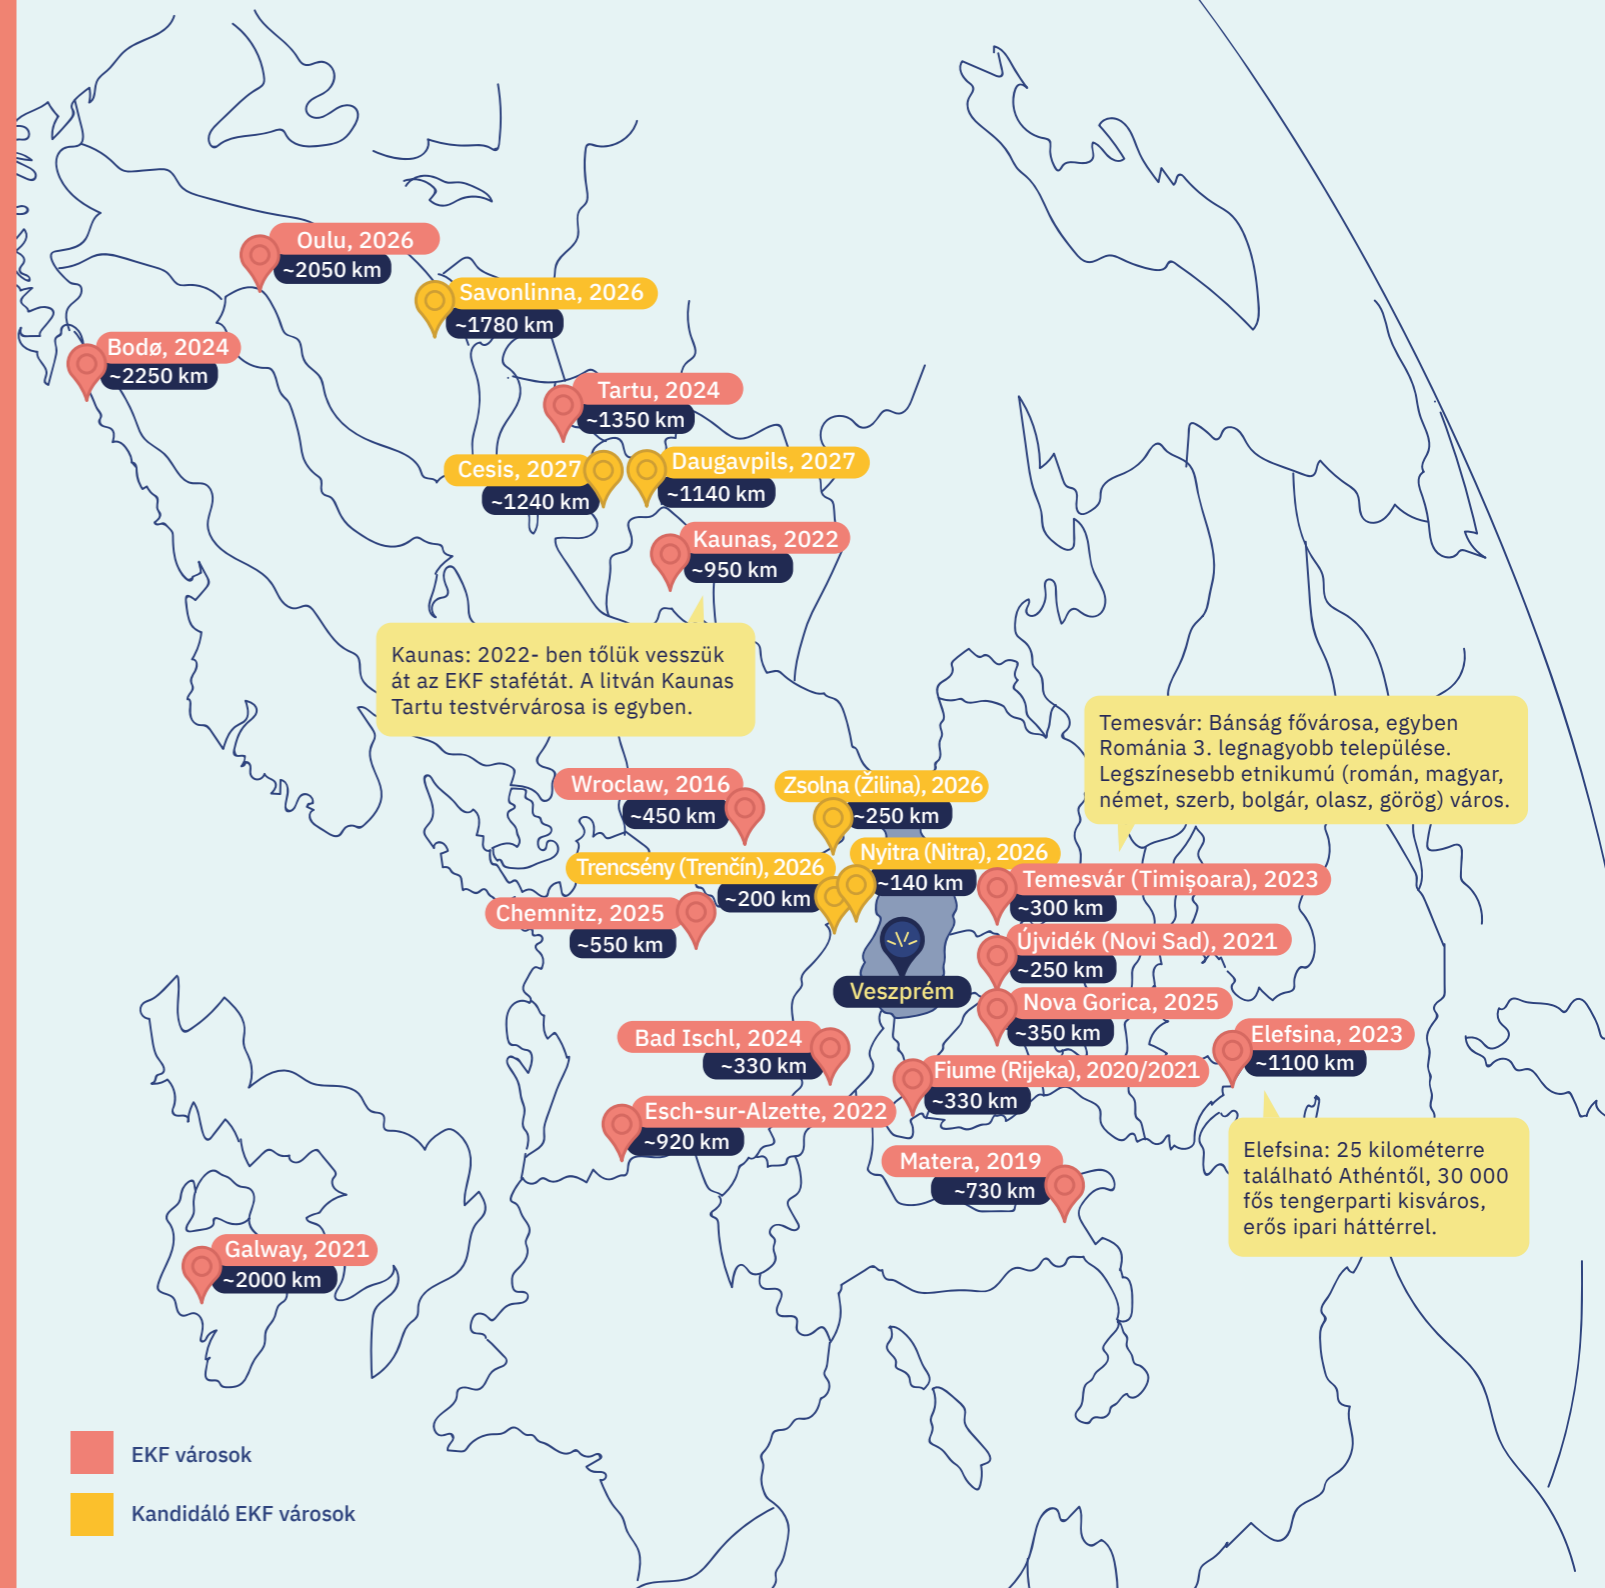 Oulu, 2026
~2050 km
Savonlinna, 2026
~1780 km
Bodø, 2024
~2250 km
Tartu, 2024
~1350 km
Cesis, 2027
~1240 km
Daugavpils, 2027
~1140 km
Kaunas, 2022
~950 km
Kaunas: 2022- ben tőlük vesszük
át az EKF stafétát. A litván Kaunas
Tartu testvérvárosa is egyben.
Temesvár: Bánság fővárosa, egyben
Románia 3. legnagyobb települése.
Legszínesebb etnikumú (román, magyar,
német, szerb, bolgár, olasz, görög) város.
Wroclaw, 2016
~450 km
Zsolna (Žilina), 2026
~250 km
Trencsény (Trenčín), 2026
~200 km
Nyitra (Nitra), 2026
~140 km
Temesvár (Timișoara), 2023
~300 km
Chemnitz, 2025
~550 km
Újvidék (Novi Sad), 2021
~250 km
Veszprém
Nova Gorica, 2025
~350 km
Bad Ischl, 2024
~330 km
Elefsina, 2023
~1100 km
Fiume (Rijeka), 2020/2021
~330 km
Esch-sur-Alzette, 2022
~920 km
Matera, 2019
~730 km
Elefsina: 25 kilométerre
található Athéntől, 30 000
fős tengerparti kisváros,
erős ipari háttérrel.
Galway, 2021
~2000 km
EKF városok
Kandidáló EKF városok